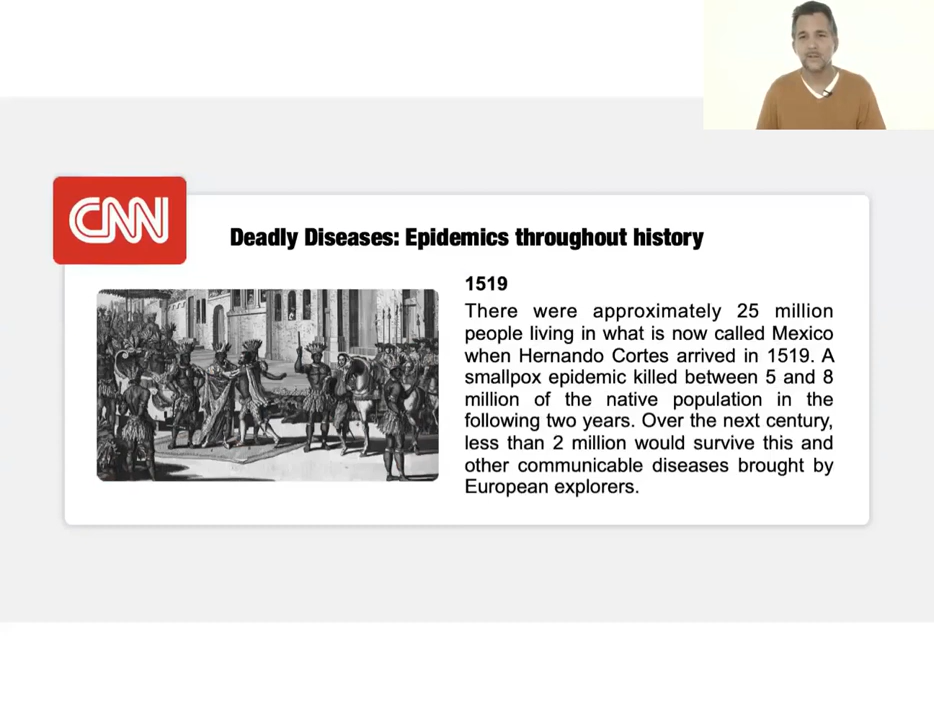 CNN
Deadly Diseases: Epidemics throughout history
1519
There were approximately 25 million
people living in what is now called Mexico
when Hernando Cortes arrived in 1519. A
smallpox epidemic killed between 5 and 8
million of the native population in the
following two years. Over the next century,
less than 2 million would survive this and
other communicable diseases brought by
European explorers.